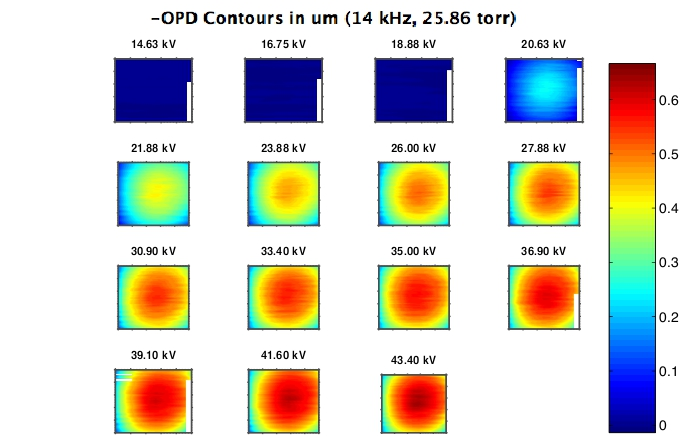 -OPD Contours in um (14 kHz, 25.86 torr)
14.63 kV 16.75 kV 18.88 kV 20.63 kV
21.88 kV 23.88 kV 26.00 kV 27.88 kV
30.90 kV 33.40 kV 35.00 kV 36.90 kV
39.10 kV 41.60 kV 43.40 kV
0.6
0.5
0.4
0.3
0.2
0.1
0